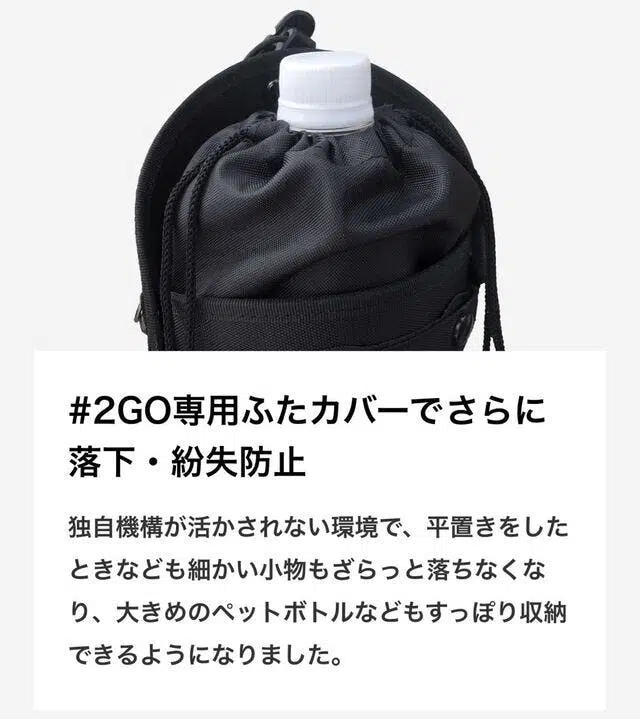 #2GO専用ふたカバーでさらに
落下・紛失防止
独自機構が活かされない環境で、平置きをした
ときなども細かい小物もざらっと落ちなくな
り、大きめのペットボトルなどもすっぽり収納
できるようになりました。